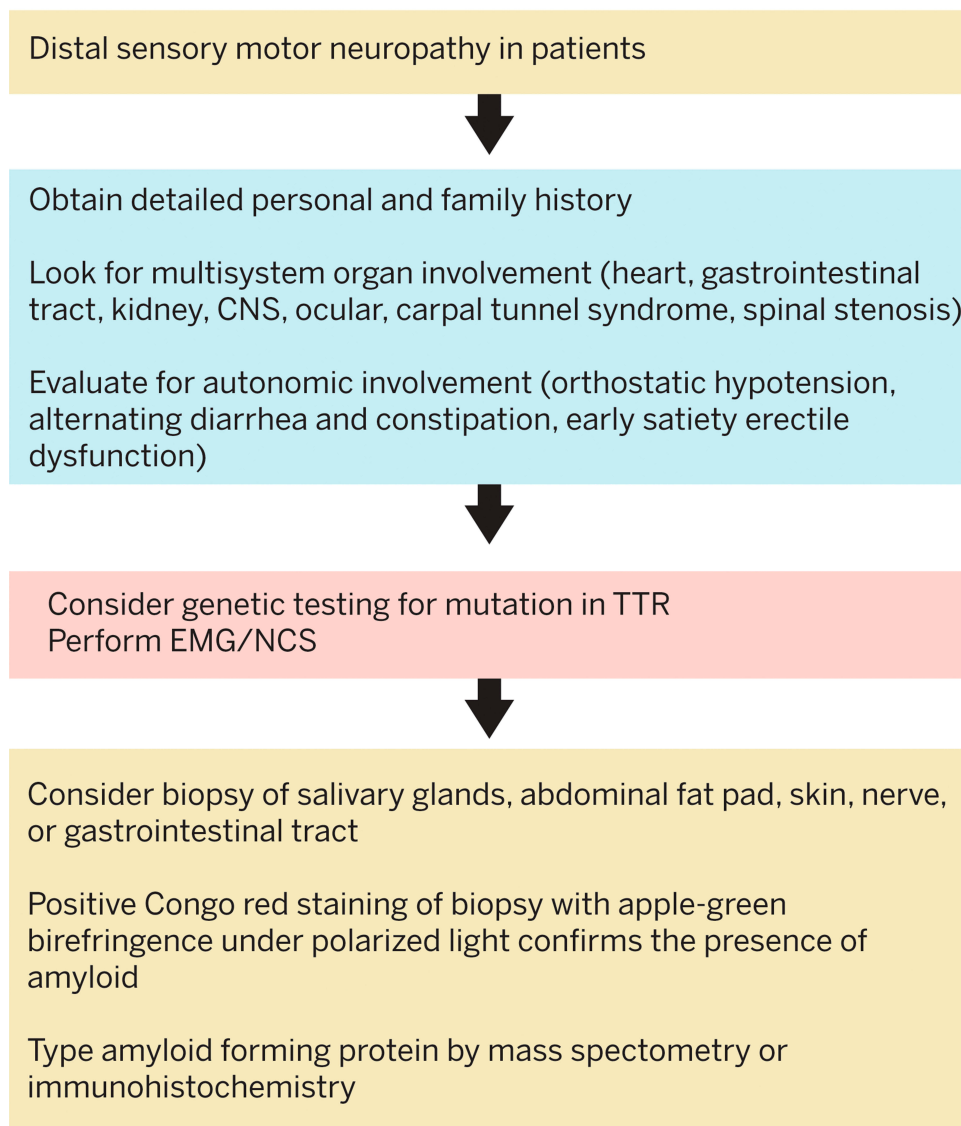 Distal sensory motor neuropathy in patients
Obtain detailed personal and family history
Look for multisystem organ involvement (heart, gastrointestinal
tract, kidney, CNS, ocular, carpal tunnel syndrome, spinal stenosis)
Evaluate for autonomic involvement (orthostatic hypotension,
alternating diarrhea and constipation, early satiety erectile
dysfunction)
Consider genetic testing for mutation in TTR
Perform EMG/NCS
Consider biopsy of salivary glands, abdominal fat pad, skin, nerve,
or gastrointestinal tract
Positive Congo red staining of biopsy with apple-green
birefringence under polarized light confirms the presence of
amyloid
Type amyloid forming protein by mass spectometry or
immunohistochemistry